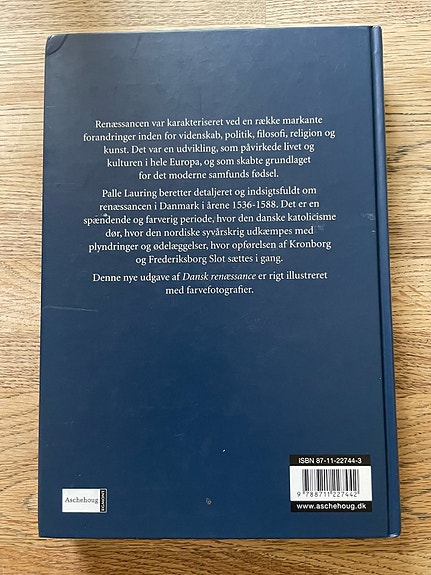 Renæssancen var karakteriseret ved en række markante
forandringer inden for videnskab, politik, filosofi, religion og
kunst. Det var en udvikling, som påvirkede livet og
kulturen i hele Europa, og som skabte grundlaget
for det moderne samfunds fødsel.
Palle Lauring beretter detaljeret og indsigtsfuldt om
renæssancen i Danmark i årene 1536-1588. Det er en
spændende og farverig periode, hvor den danske katolicisme
dør, hvor den nordiske syvårskrig udkæmpes med
plyndringer og ødelæggelser, hvor opførelsen af Kronborg
og Frederiksborg Slot sættes i gang.
Denne nye udgave af Dansk renæssance er rigt illustreret
med farvefotografier.
ISBN 87-11-22744-3
9 788711 227442
www.aschehoug.dk
Aschehoug
EGMONT